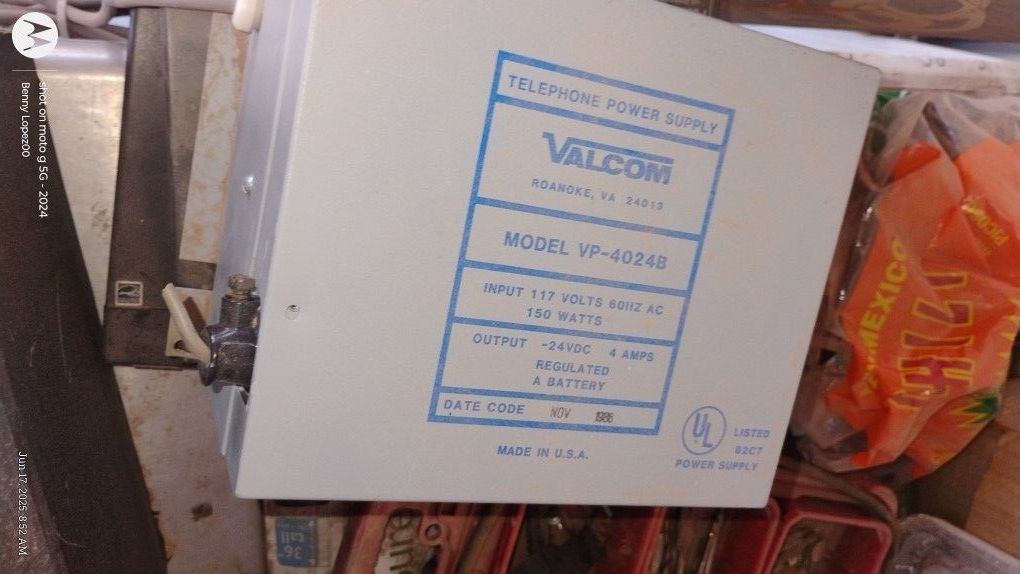 TELEPHONE POWER SUPPLY
VALCOM
ROANOKE, VA 24019
MODEL VP-4024B
INPUT 117 VOLTS 60HZ AC
150 WATTS
OUTPUT -24VDC 4 AMPS
REGULATED
A BATTERY
DATE CODE NOV 1986
MADE IN U.S.A.
UL LISTED
62C7
POWER SUPPLY
shot on moto g 5G - 2024
Benny Lopez00
Jun 17, 2025, 8:52 AM
MEXICO
36"
call